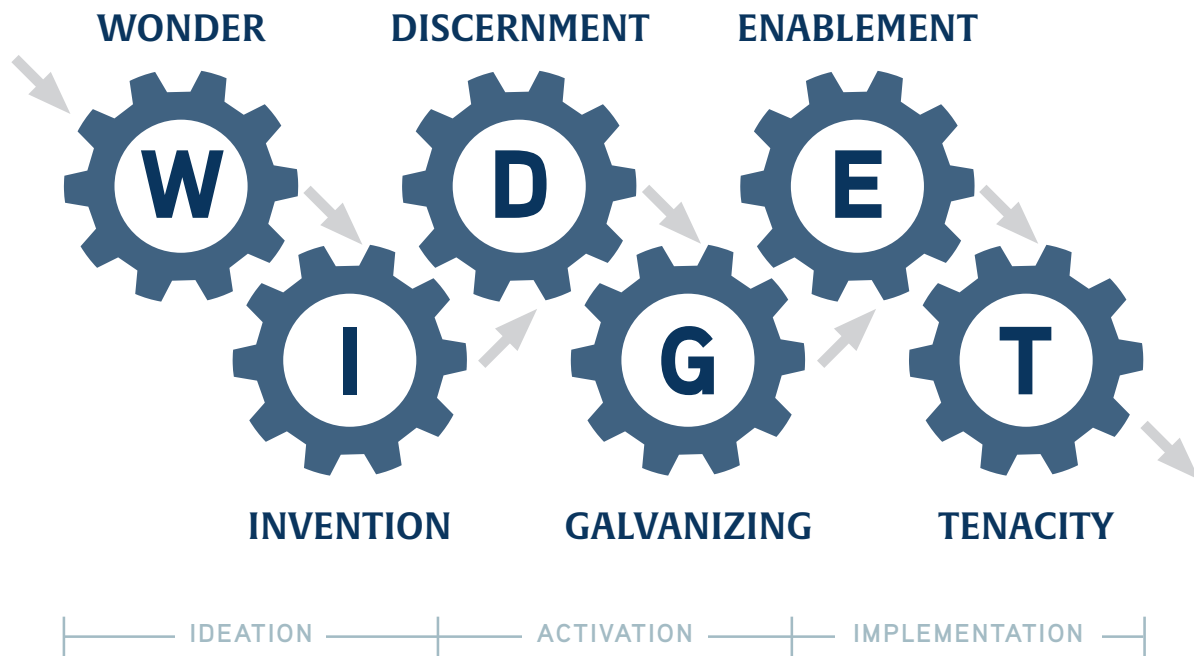 WONDER DISCERNMENT ENABLEMENT
W D E
I G T
INVENTION GALVANIZING TENACITY
IDEATION ACTIVATION IMPLEMENTATION